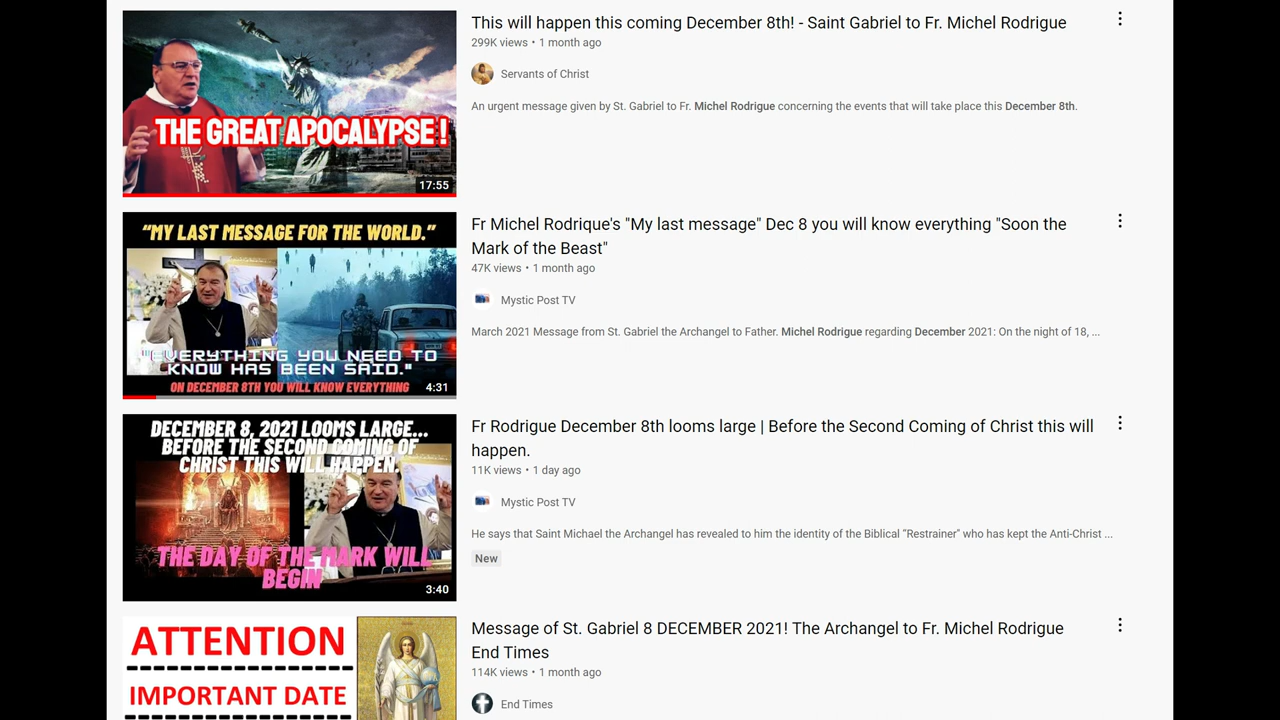 THE GREAT APOCALYPSE!
17:55
This will happen this coming December 8th! - Saint Gabriel to Fr. Michel Rodrigue
299K views • 1 month ago
Servants of Christ
An urgent message given by St. Gabriel to Fr. Michel Rodrigue concerning the events that will take place this December 8th.
“MY LAST MESSAGE FOR THE WORLD.”
"EVERYTHING YOU NEED TO
KNOW HAS BEEN SAID."
ON DECEMBER 8TH YOU WILL KNOW EVERYTHING
4:31
Fr Michel Rodrique's "My last message" Dec 8 you will know everything "Soon the
Mark of the Beast"
47K views • 1 month ago
Mystic Post TV
March 2021 Message from St. Gabriel the Archangel to Father. Michel Rodrigue regarding December 2021: On the night of 18, ...
DECEMBER 8, 2021 LOOMS LARGE...
BEFORE THE SECOND COMING OF
CHRIST THIS WILL HAPPEN.
THE DAY OF THE MARK WILL
BEGIN
3:40
Fr Rodrigue December 8th looms large | Before the Second Coming of Christ this will
happen.
11K views • 1 day ago
Mystic Post TV
He says that Saint Michael the Archangel has revealed to him the identity of the Biblical “Restrainer" who has kept the Anti-Christ ...
New
ATTENTION
IMPORTANT DATE
Message of St. Gabriel 8 DECEMBER 2021! The Archangel to Fr. Michel Rodrigue
End Times
114K views • 1 month ago
End Times